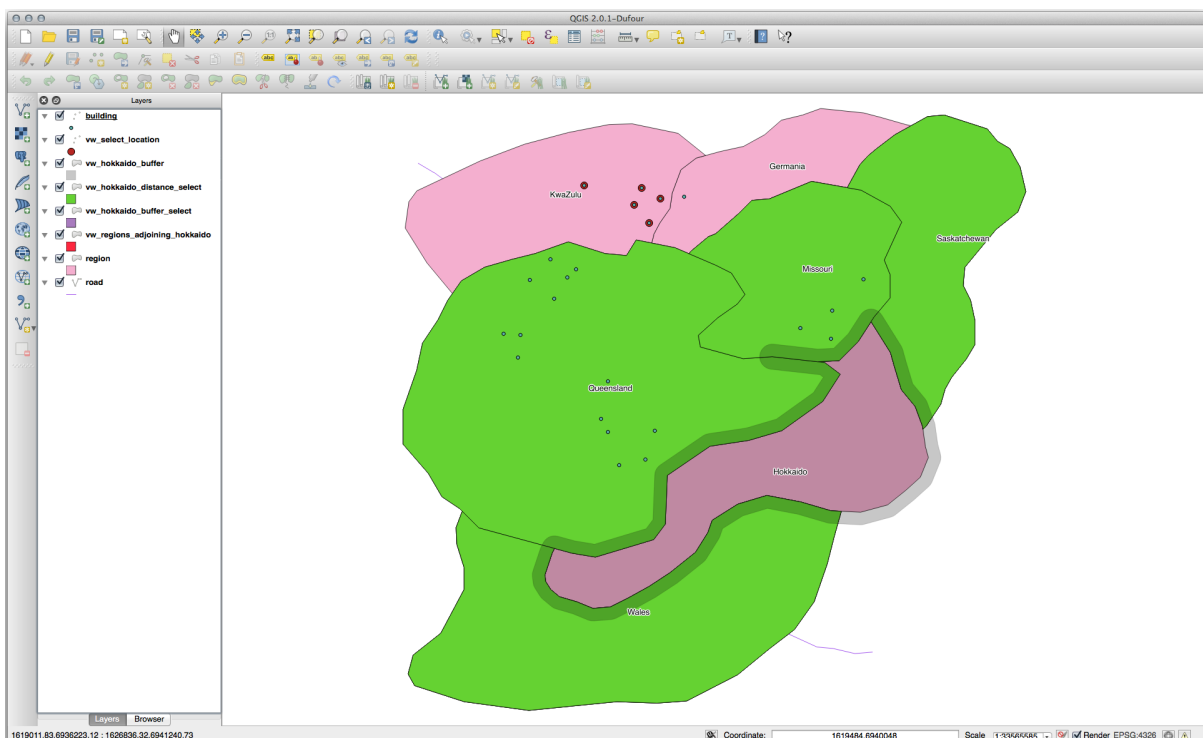 QGIS 2.0.1-Dufour
Layers
building
vw_select_location
vw_hokkaido_buffer
vw_hokkaido_distance_select
vw_hokkaido_buffer_select
vw_regions_adjoining_hokkaido
region
road
Germania
KwaZulu
Saskatchewan
Missouri
Queensland
Hokkaido
Wales
Layers
Browser
1619011.83,6936223.12 : 1626836.32,6941240.73
Coordinate:
1619484,6940048
Scale
1:33565585
Render
EPSG:4326